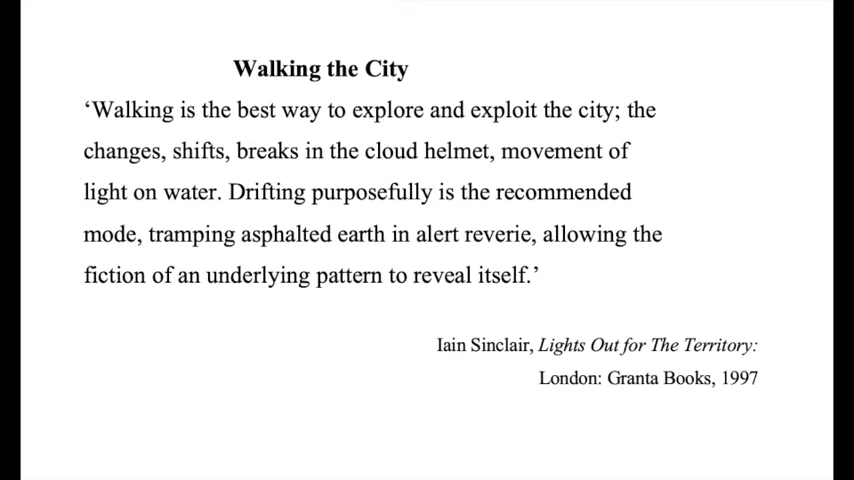 Walking the City
‘Walking is the best way to explore and exploit the city; the
changes, shifts, breaks in the cloud helmet, movement of
light on water. Drifting purposefully is the recommended
mode, tramping asphalted earth in alert reverie, allowing the
fiction of an underlying pattern to reveal itself.’
Iain Sinclair, Lights Out for The Territory:
London: Granta Books, 1997